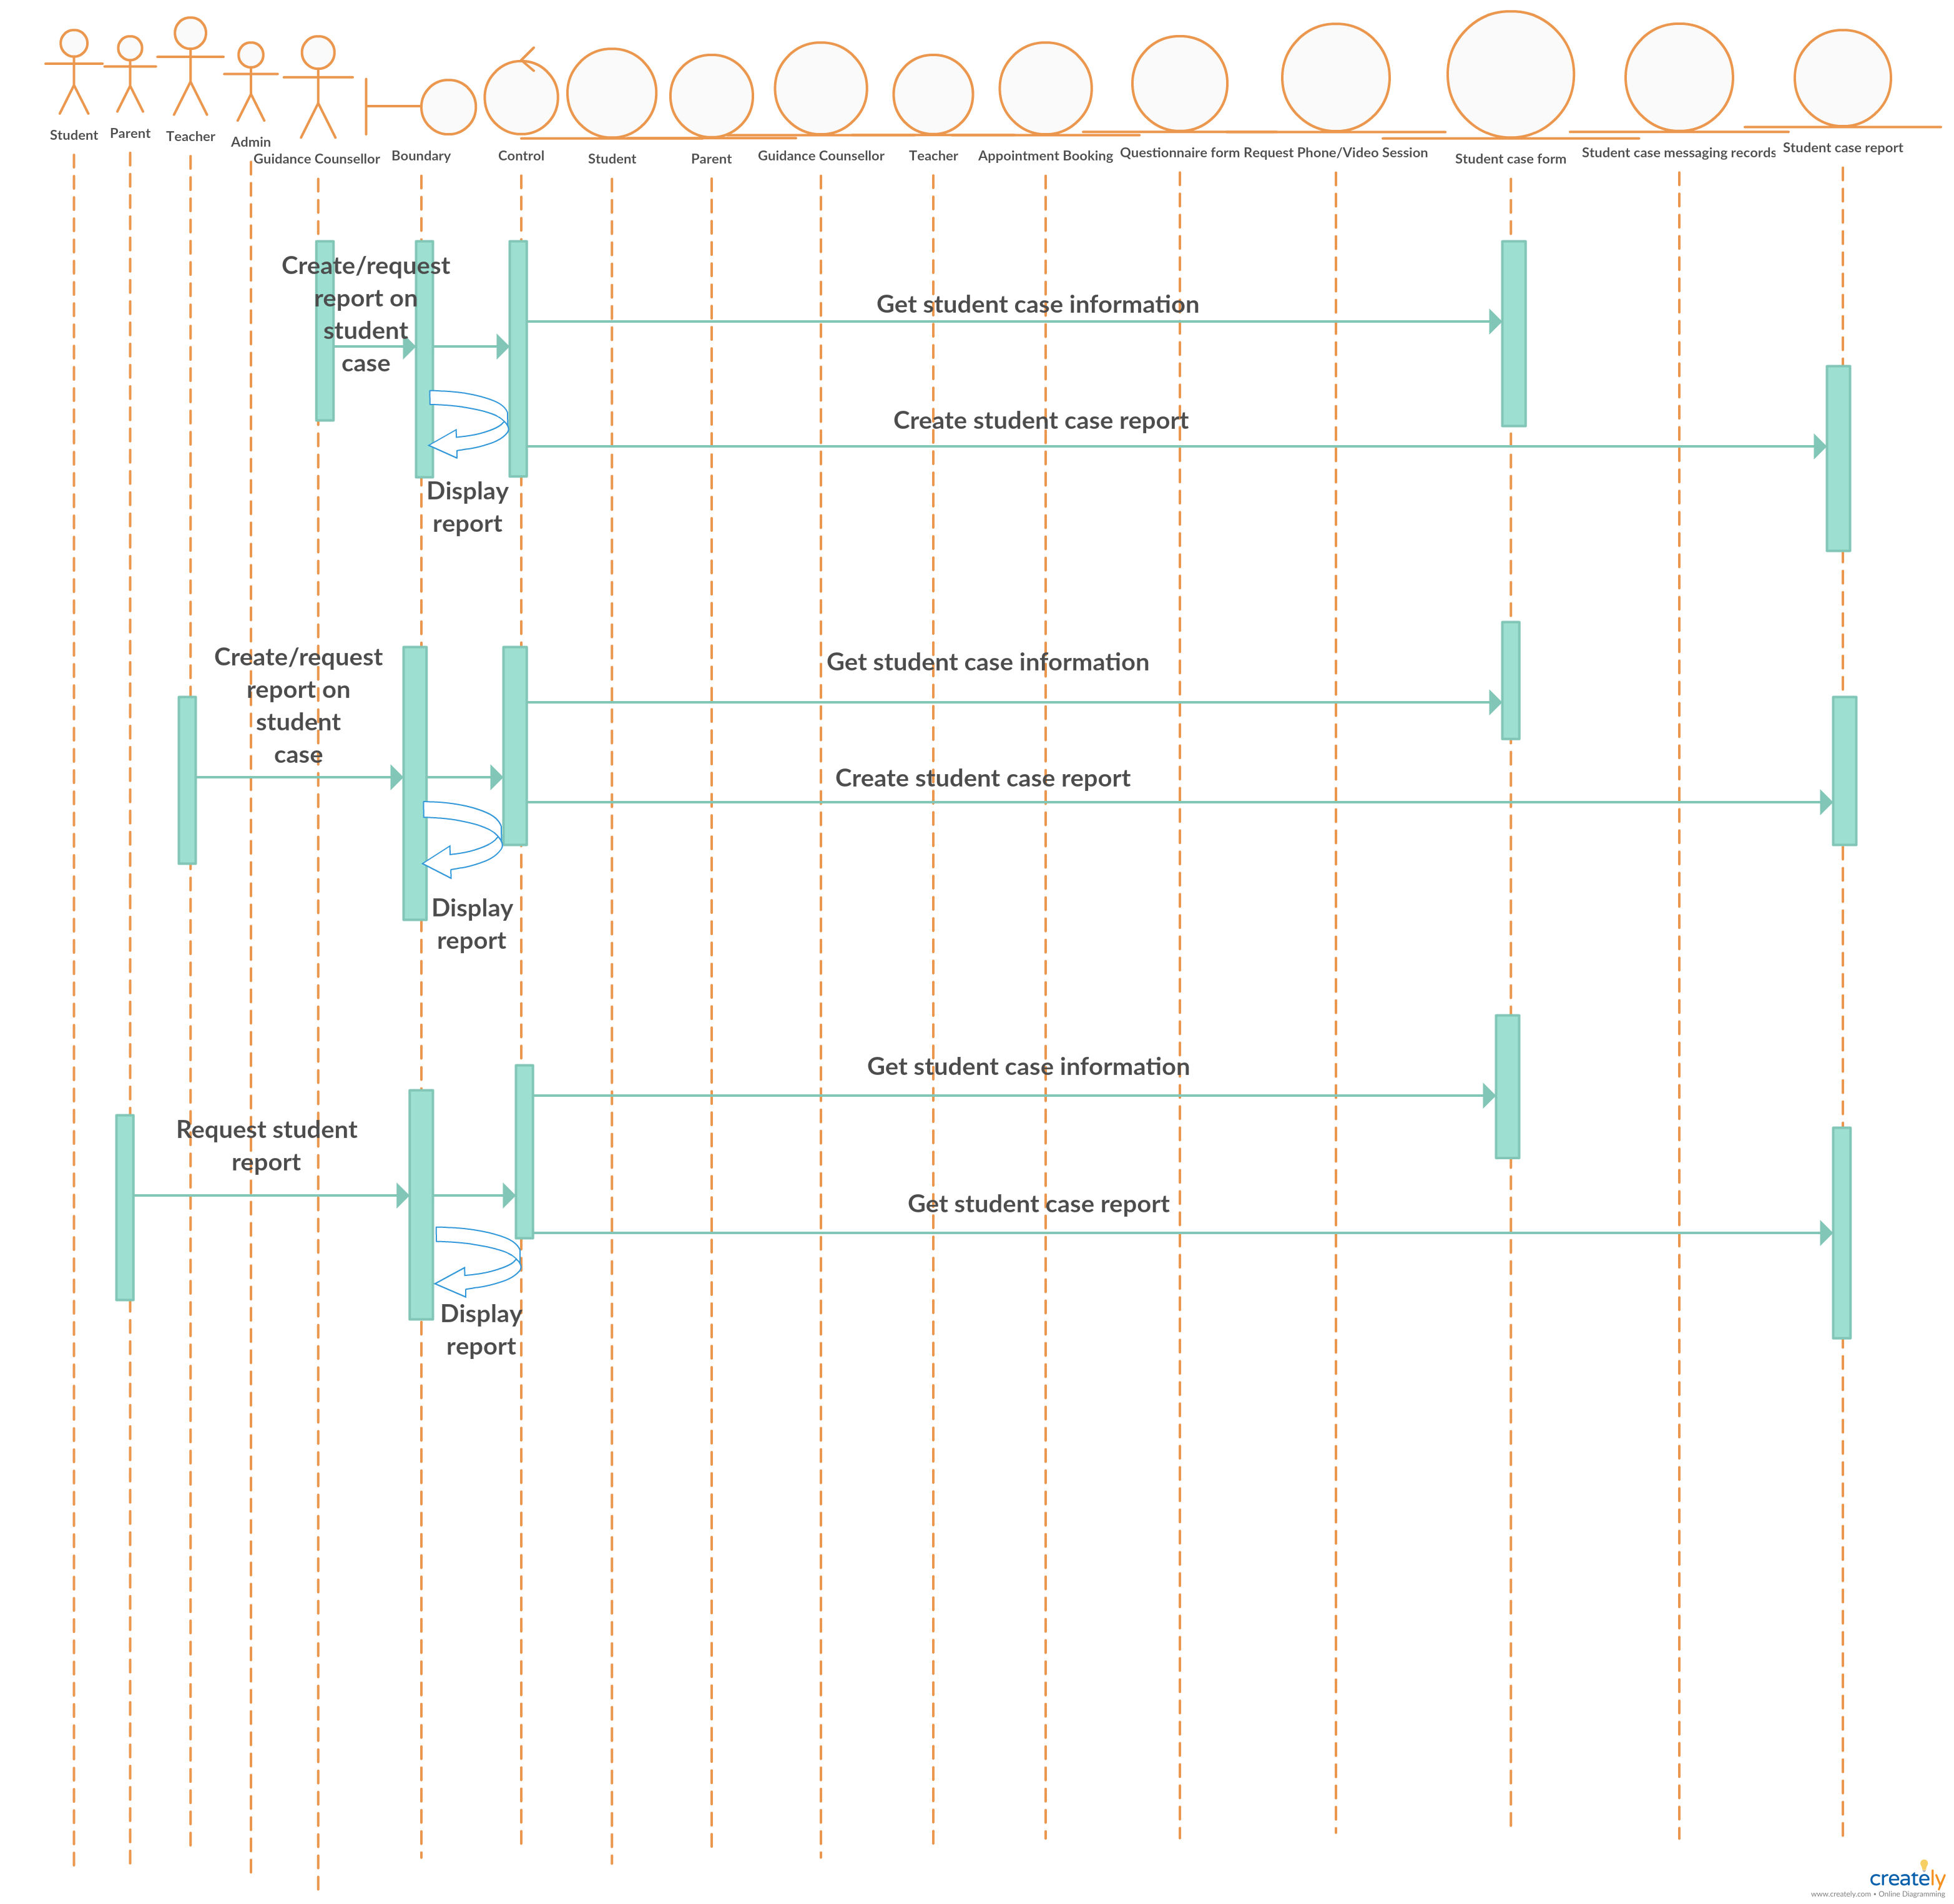 Student
Parent
Teacher
Admin
Guidance Counsellor
Boundary
Control
Student
Parent
Guidance Counsellor
Teacher
Appointment Booking
Questionnaire form
Request Phone/Video Session
Student case form
Student case messaging records
Student case report
Create/request
report on
student
case
Get student case information
Create student case report
Display
report
Create/request
report on
student
case
Get student case information
Create student case report
Display
report
Get student case information
Request student
report
Get student case report
Display
report
creately
www.creately.com • Online Diagramming